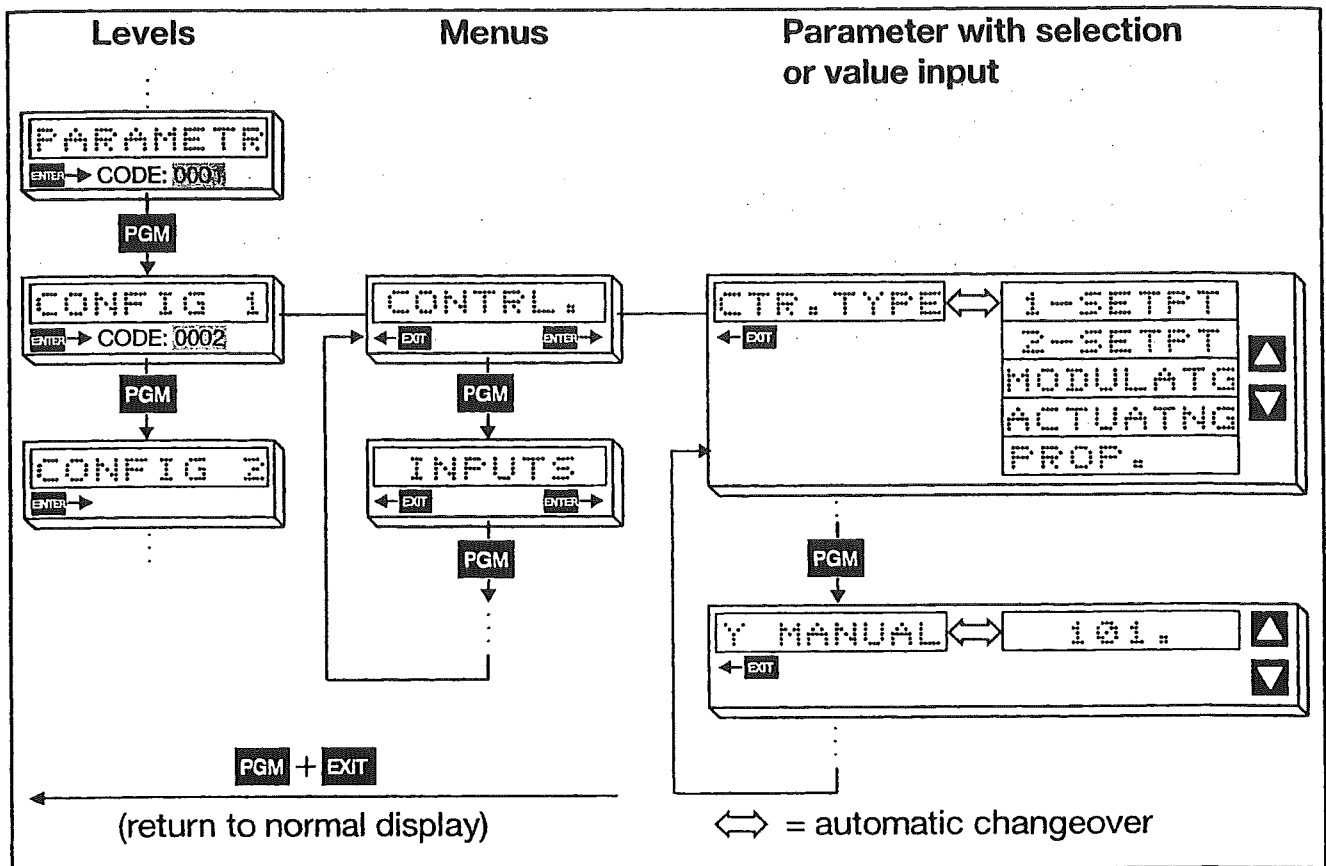 Levels
Menus
Parameter with selection
or value input
PARAMETR
ENTER CODE: 0001
PGM
CONFIG 1
ENTER CODE: 0002
PGM
CONFIG 2
ENTER
CONTRL.
EXIT ENTER
PGM
INPUTS
EXIT ENTER
PGM
CTR.TYPE
EXIT
1-SETPT
2-SETPT
MODULATG
ACTUATNG
PROP.
PGM
Y MANUAL 101.
EXIT
PGM + EXIT
(return to normal display)
= automatic changeover